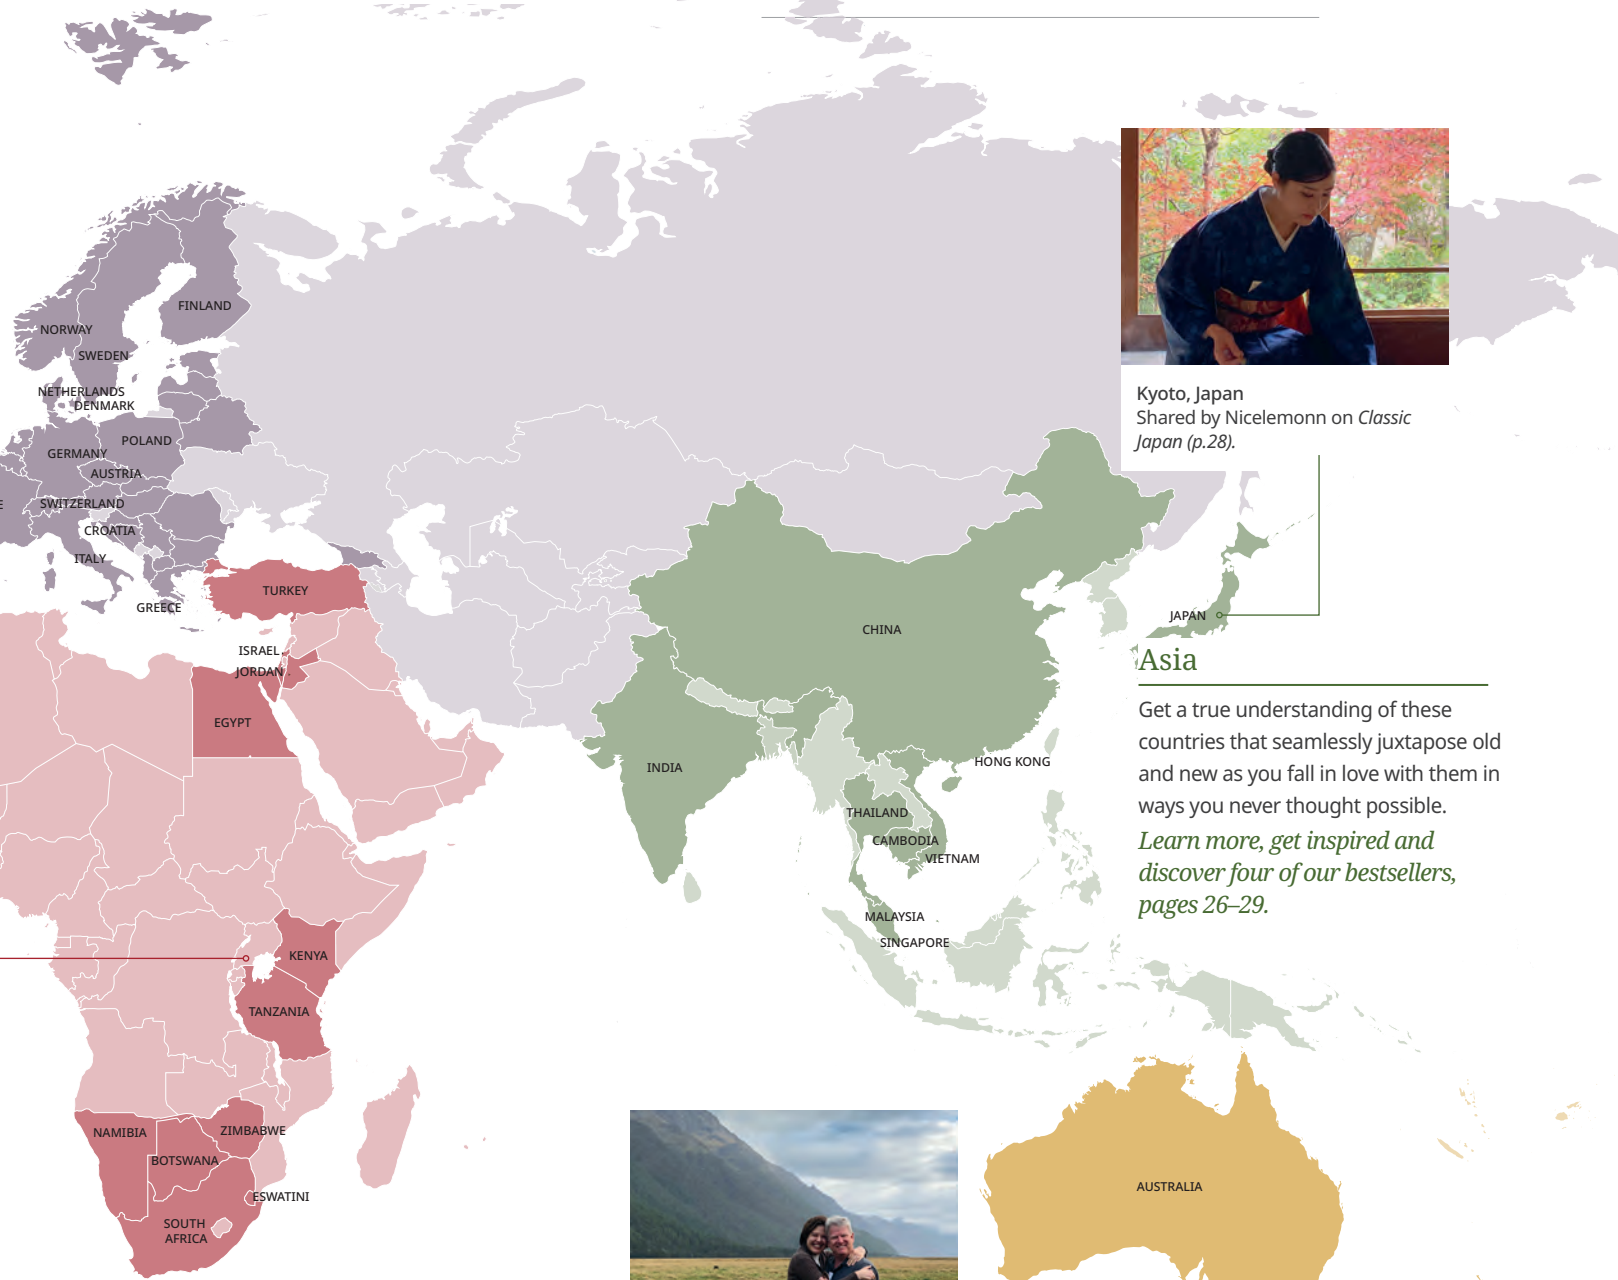 Kyoto, Japan
Shared by Nicelemonn on Classic
Japan (p.28).
FINLAND
NORWAY
SWEDEN
NETHERLANDS
DENMARK
POLAND
GERMANY
AUSTRIA
E
SWITZERLAND
CROATIA
ITALY
GREECE
TURKEY
ISRAEL
JORDAN
EGYPT
CHINA
JAPAN
INDIA
HONG KONG
THAILAND
CAMBODIA
VIETNAM
MALAYSIA
SINGAPORE
Asia
Get a true understanding of these
countries that seamlessly juxtapose old
and new as you fall in love with them in
ways you never thought possible.
Learn more, get inspired and
discover four of our bestsellers,
pages 26–29.
KENYA
TANZANIA
NAMIBIA
ZIMBABWE
BOTSWANA
ESWATINI
SOUTH
AFRICA
AUSTRALIA